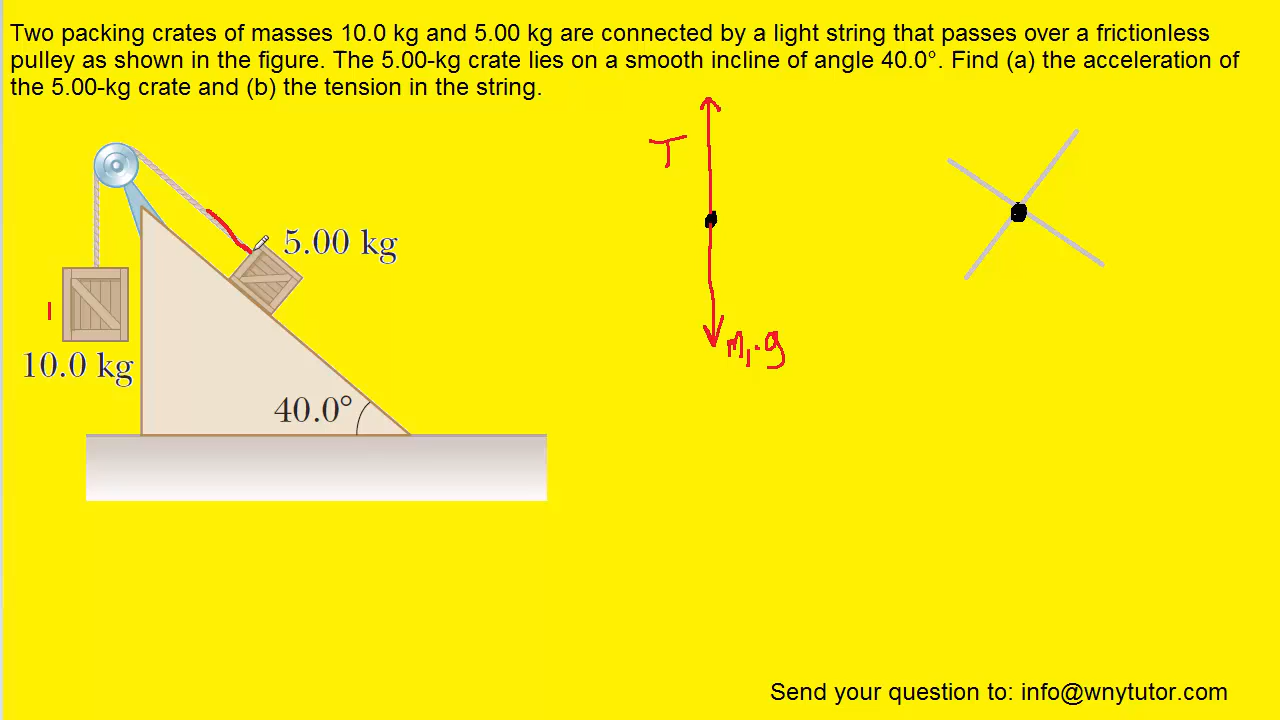 Two packing crates of masses 10.0 kg and 5.00 kg are connected by a light string that passes over a frictionless
pulley as shown in the figure. The 5.00-kg crate lies on a smooth incline of angle 40.0°. Find (a) the acceleration of
the 5.00-kg crate and (b) the tension in the string.
T
5.00 kg
1
10.0 kg
m₁·g
40.0°
Send your question to: info@wnytutor.com